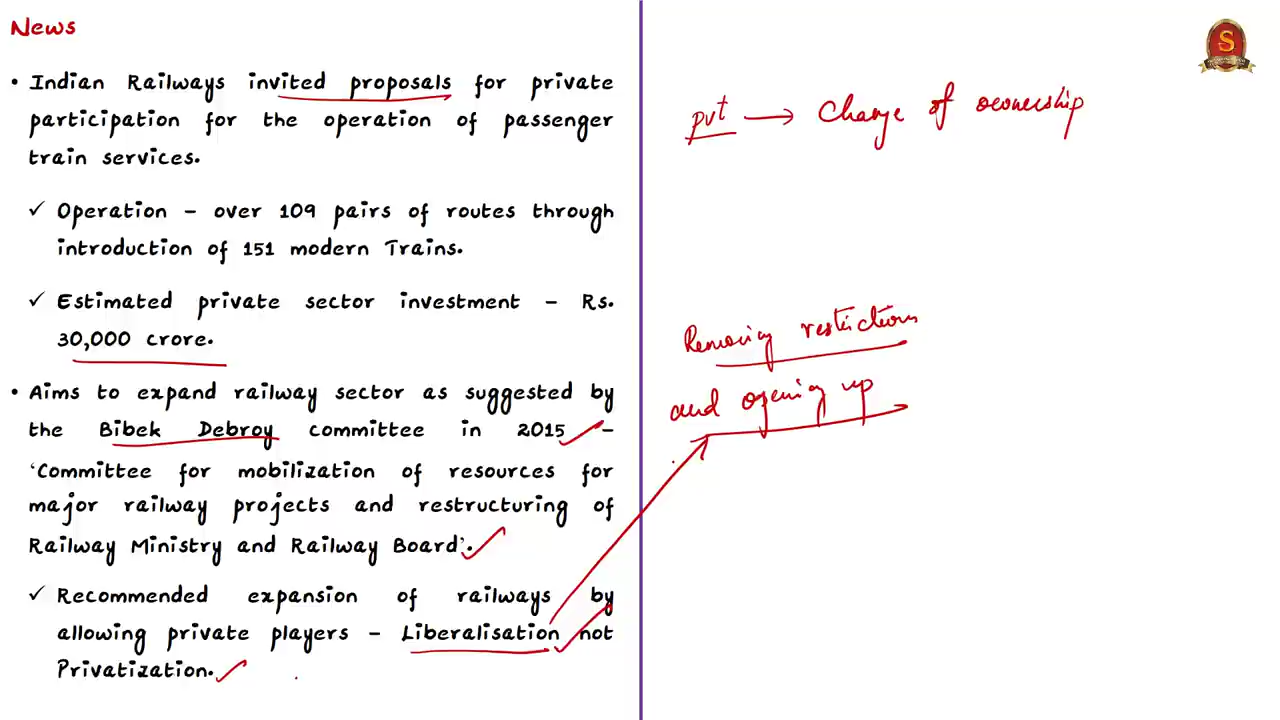 News
• Indian Railways invited proposals for private
participation for the operation of passenger
train services.
✓ Operation – over 109 pairs of routes through
introduction of 151 modern Trains.
✓ Estimated private sector investment – Rs.
30,000 crore.
• Aims to expand railway sector as suggested by
the Bibek Debroy committee in 2015 –
'Committee for mobilization of resources for
major railway projects and restructuring of
Railway Ministry and Railway Board'.
✓ Recommended expansion of railways by
allowing private players – Liberalisation not
Privatization.
S
pvt → Change of ownership
Removing restrictions
and opening up